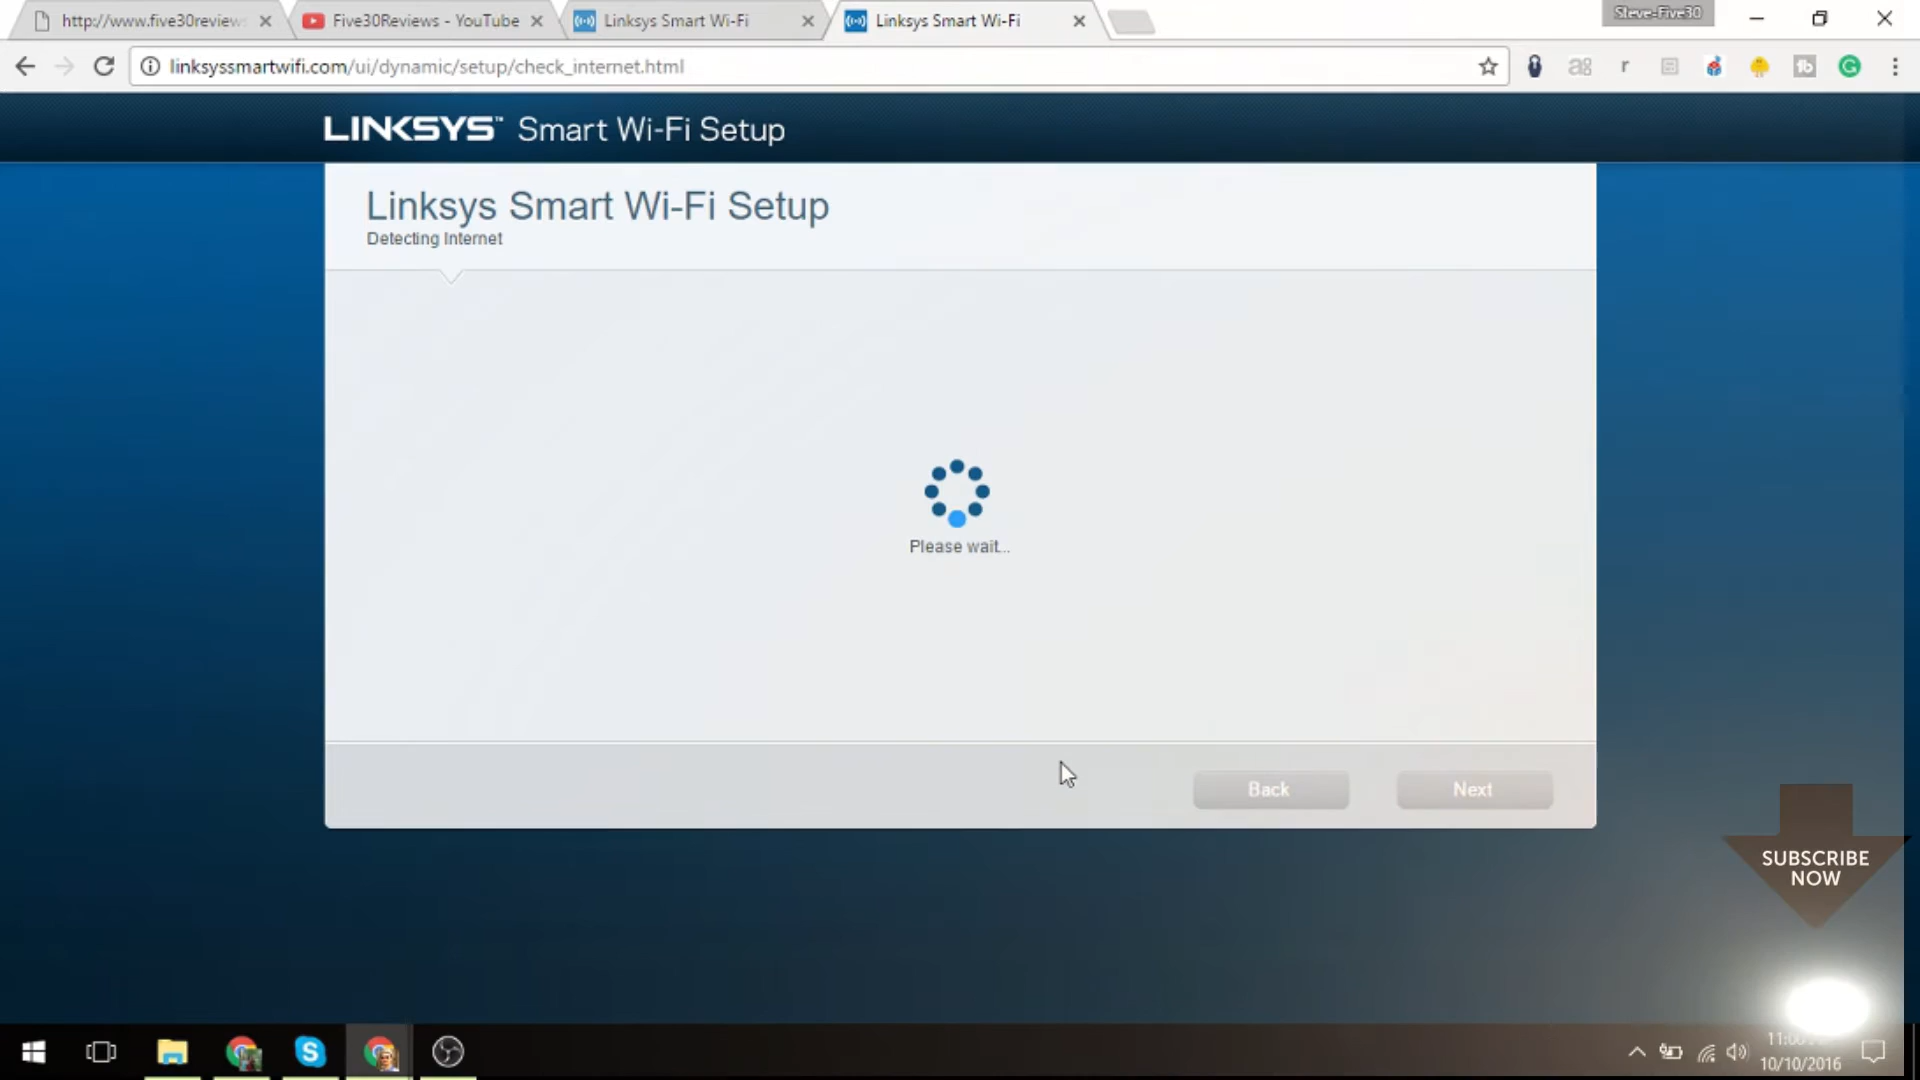 http://www.five30review
Five30Reviews - YouTube
Linksys Smart Wi-Fi
Linksys Smart Wi-Fi
Steve-Five30
linksyssmartwifi.com/ui/dynamic/setup/check_internet.html
LINKSYS™ Smart Wi-Fi Setup
Linksys Smart Wi-Fi Setup
Detecting Internet
Please wait...
Back
Next
SUBSCRIBE
NOW
10/10/2016